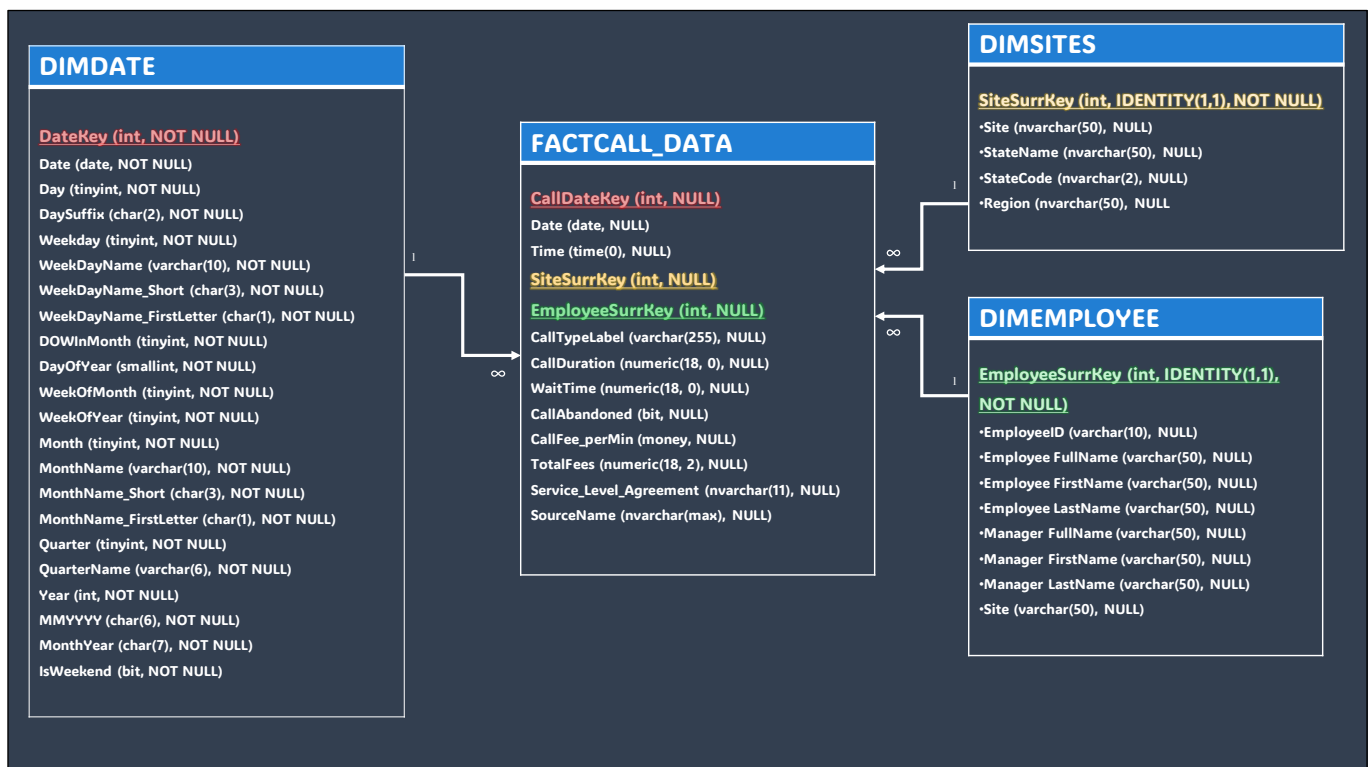 DIMDATE
DateKey (int, NOT NULL)
Date (date, NOT NULL)
Day (tinyint, NOT NULL)
DaySuffix (char(2), NOT NULL)
Weekday (tinyint, NOT NULL)
WeekDayName (varchar(10), NOT NULL)
WeekDayName_Short (char(3), NOT NULL)
WeekDayName_FirstLetter (char(1), NOT NULL)
DOWInMonth (tinyint, NOT NULL)
DayOfYear (smallint, NOT NULL)
WeekOfMonth (tinyint, NOT NULL)
WeekOfYear (tinyint, NOT NULL)
Month (tinyint, NOT NULL)
MonthName (varchar(10), NOT NULL)
MonthName_Short (char(3), NOT NULL)
MonthName_FirstLetter (char(1), NOT NULL)
Quarter (tinyint, NOT NULL)
QuarterName (varchar(6), NOT NULL)
Year (int, NOT NULL)
MMYYYY (char(6), NOT NULL)
MonthYear (char(7), NOT NULL)
IsWeekend (bit, NOT NULL)
1
∞
FACTCALL_DATA
CallDateKey (int, NULL)
Date (date, NULL)
Time (time(0), NULL)
SiteSurrKey (int, NULL)
EmployeeSurrKey (int, NULL)
CallTypeLabel (varchar(255), NULL)
CallDuration (numeric(18, 0), NULL)
WaitTime (numeric(18, 0), NULL)
CallAbandoned (bit, NULL)
CallFee_perMin (money, NULL)
TotalFees (numeric(18, 2), NULL)
Service_Level_Agreement (nvarchar(11), NULL)
SourceName (nvarchar(max), NULL)
1
∞
∞
1
DIMSITES
SiteSurrKey (int, IDENTITY(1,1), NOT NULL)
•Site (nvarchar(50), NULL)
•StateName (nvarchar(50), NULL)
•StateCode (nvarchar(2), NULL)
•Region (nvarchar(50), NULL
DIMEMPLOYEE
EmployeeSurrKey (int, IDENTITY(1,1),
NOT NULL)
•EmployeeID (varchar(10), NULL)
•Employee FullName (varchar(50), NULL)
•Employee FirstName (varchar(50), NULL)
•Employee LastName (varchar(50), NULL)
•Manager FullName (varchar(50), NULL)
•Manager FirstName (varchar(50), NULL)
•Manager LastName (varchar(50), NULL)
•Site (varchar(50), NULL)